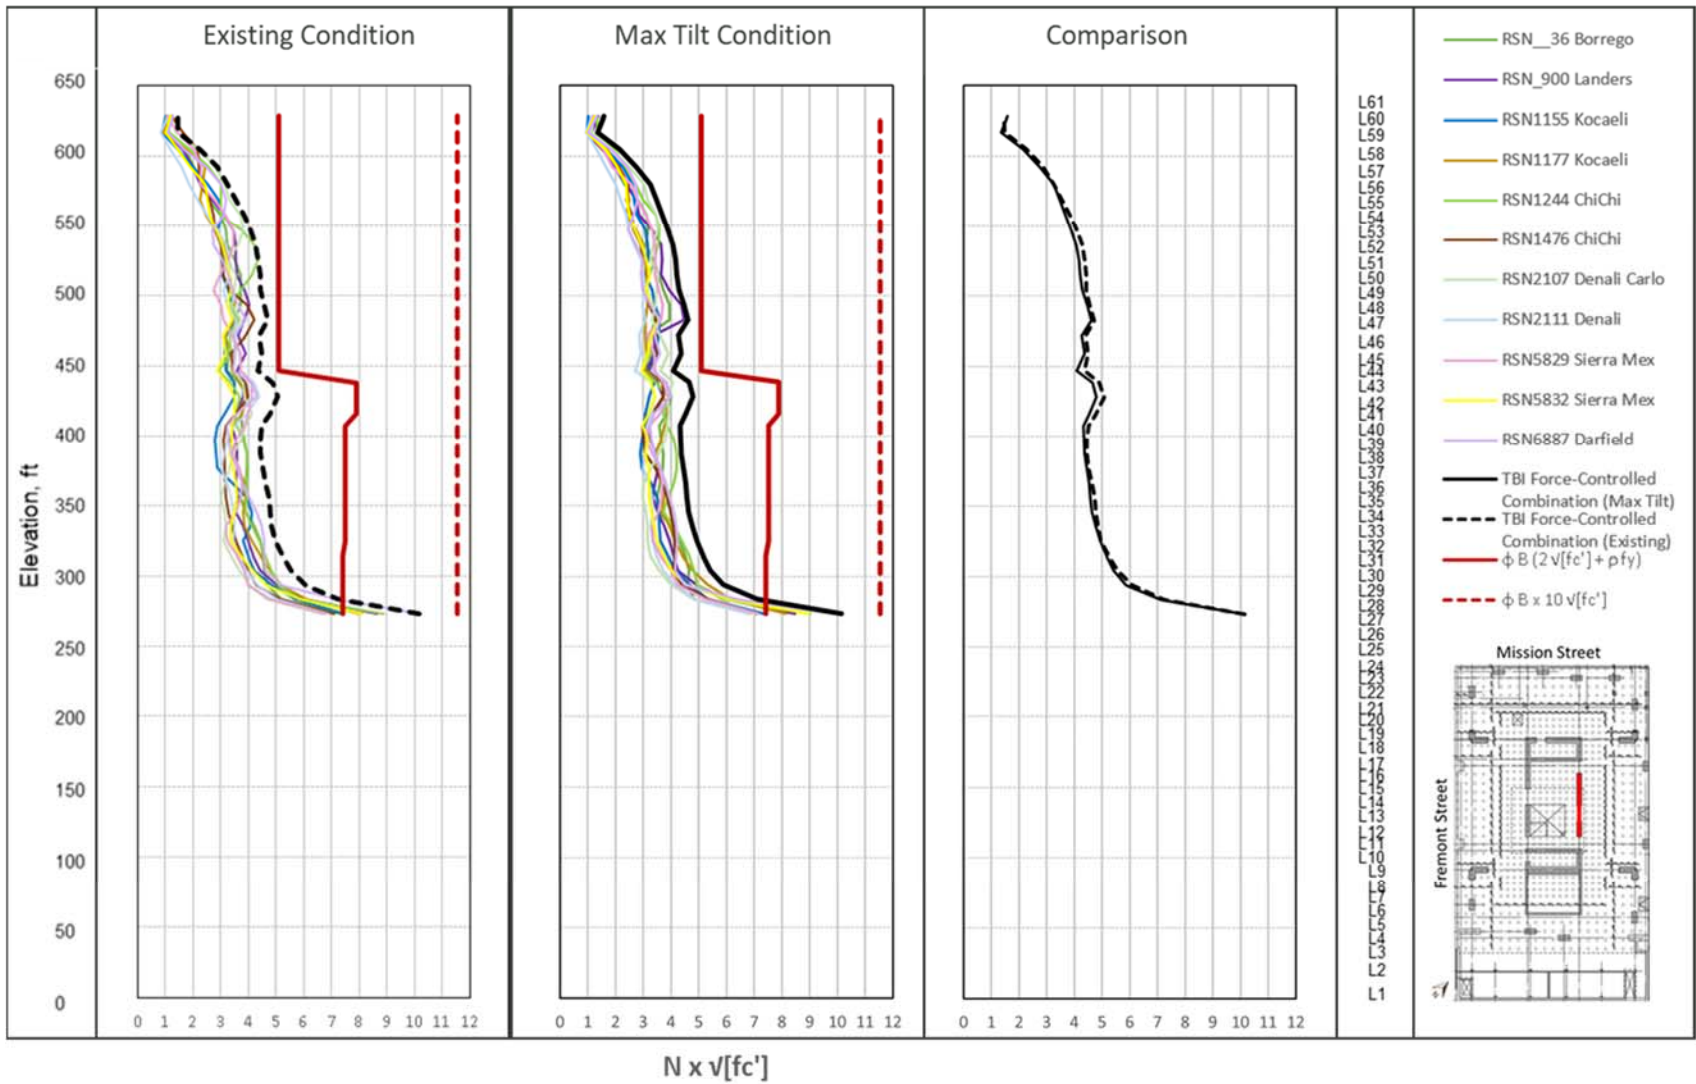 Existing Condition
Max Tilt Condition
Comparison
Elevation, ft
650
600
550
500
450
400
350
300
250
200
150
100
50
0
0 1 2 3 4 5 6 7 8 9 10 11 12
0 1 2 3 4 5 6 7 8 9 10 11 12
0 1 2 3 4 5 6 7 8 9 10 11 12
N x √[fc']
L61
L60
L59
L58
L57
L56
L55
L54
L53
L52
L51
L50
L49
L48
L47
L46
L45
L44
L43
L42
L41
L40
L39
L38
L37
L36
L35
L34
L33
L32
L31
L30
L29
L28
L27
L26
L25
L24
L23
L22
L21
L20
L19
L18
L17
L16
L15
L14
L13
L12
L11
L10
L9
L8
L7
L6
L5
L4
L3
L2
L1
RSN__36 Borrego
RSN_900 Landers
RSN1155 Kocaeli
RSN1177 Kocaeli
RSN1244 ChiChi
RSN1476 ChiChi
RSN2107 Denali Carlo
RSN2111 Denali
RSN5829 Sierra Mex
RSN5832 Sierra Mex
RSN6887 Darfield
TBI Force-Controlled
Combination (Max Tilt)
TBI Force-Controlled
Combination (Existing)
ϕ B (2 √[fc'] + ρfy)
ϕ B x 10 √[fc']
Mission Street
Fremont Street